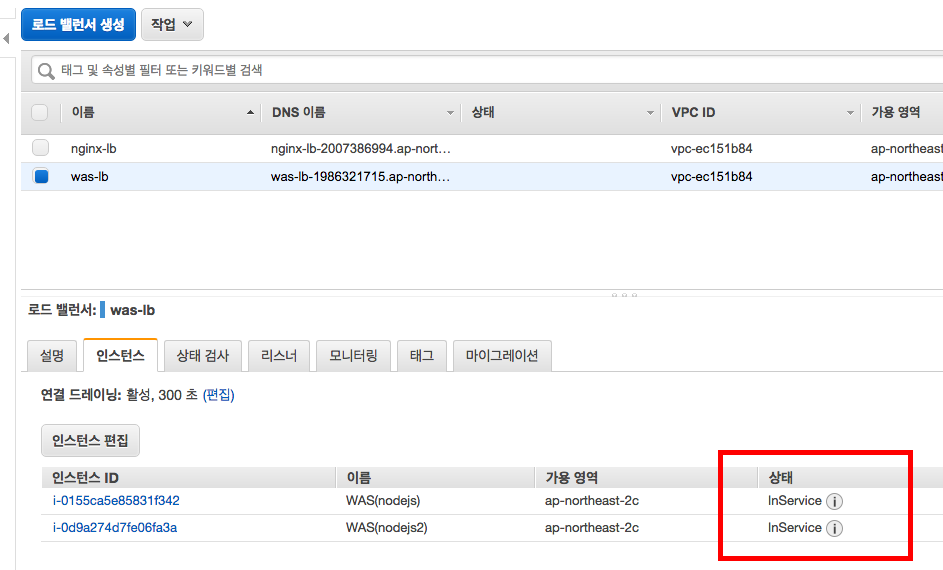 로드 밸런서 생성 작업
태그 및 속성별 필터 또는 키워드별 검색
이름 DNS 이름 상태 VPC ID 가용 영역
nginx-lb nginx-lb-2007386994.ap-nort... vpc-ec151b84 ap-northeast
was-lb was-lb-1986321715.ap-north... vpc-ec151b84 ap-northeast
로드 밸런서: was-lb
설명 인스턴스 상태 검사 리스너 모니터링 태그 마이그레이션
연결 드레이닝: 활성, 300 초 (편집)
인스턴스 편집
인스턴스 ID 이름 가용 영역 상태
i-0155ca5e85831f342 WAS(nodejs) ap-northeast-2c InService i
i-0d9a274d7fe06fa3a WAS(nodejs2) ap-northeast-2c InService i